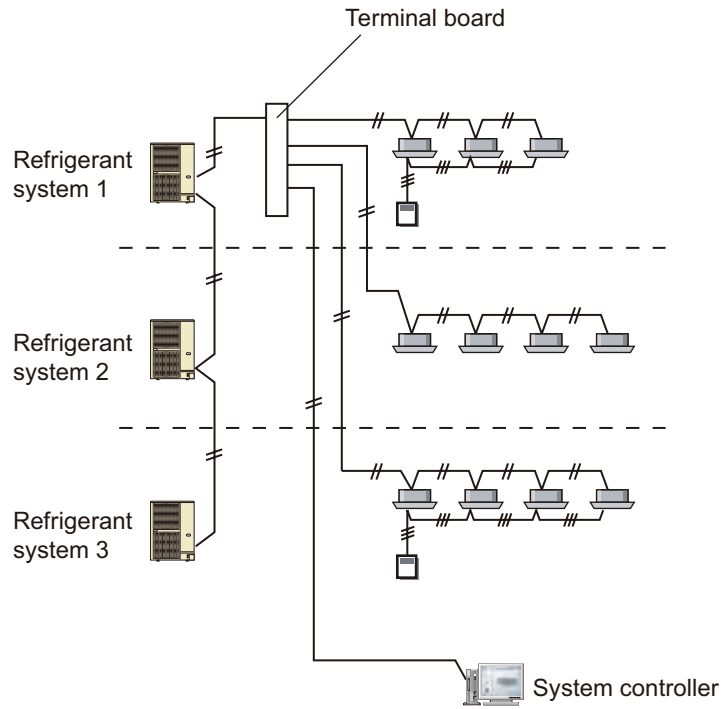 Terminal board
Refrigerant
system 1
Refrigerant
system 2
Refrigerant
system 3
System controller